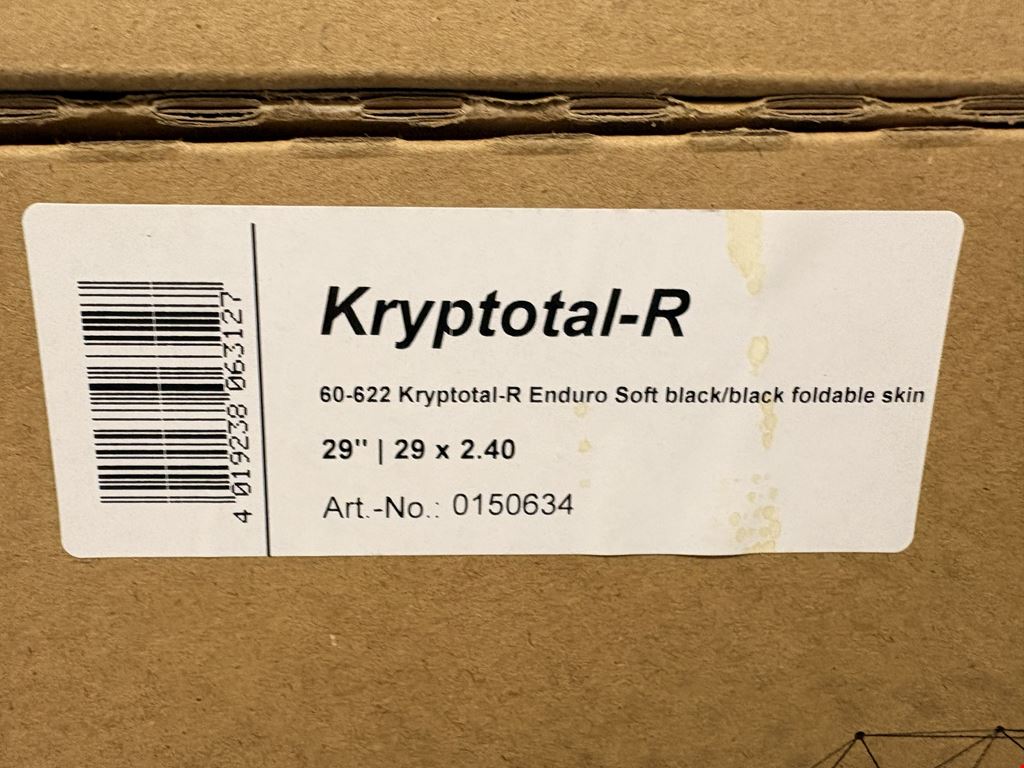 Kryptotal-R
60-622 Kryptotal-R Enduro Soft black/black foldable skin
29" | 29 x 2.40
Art.-No.: 0150634
4 019238 063127